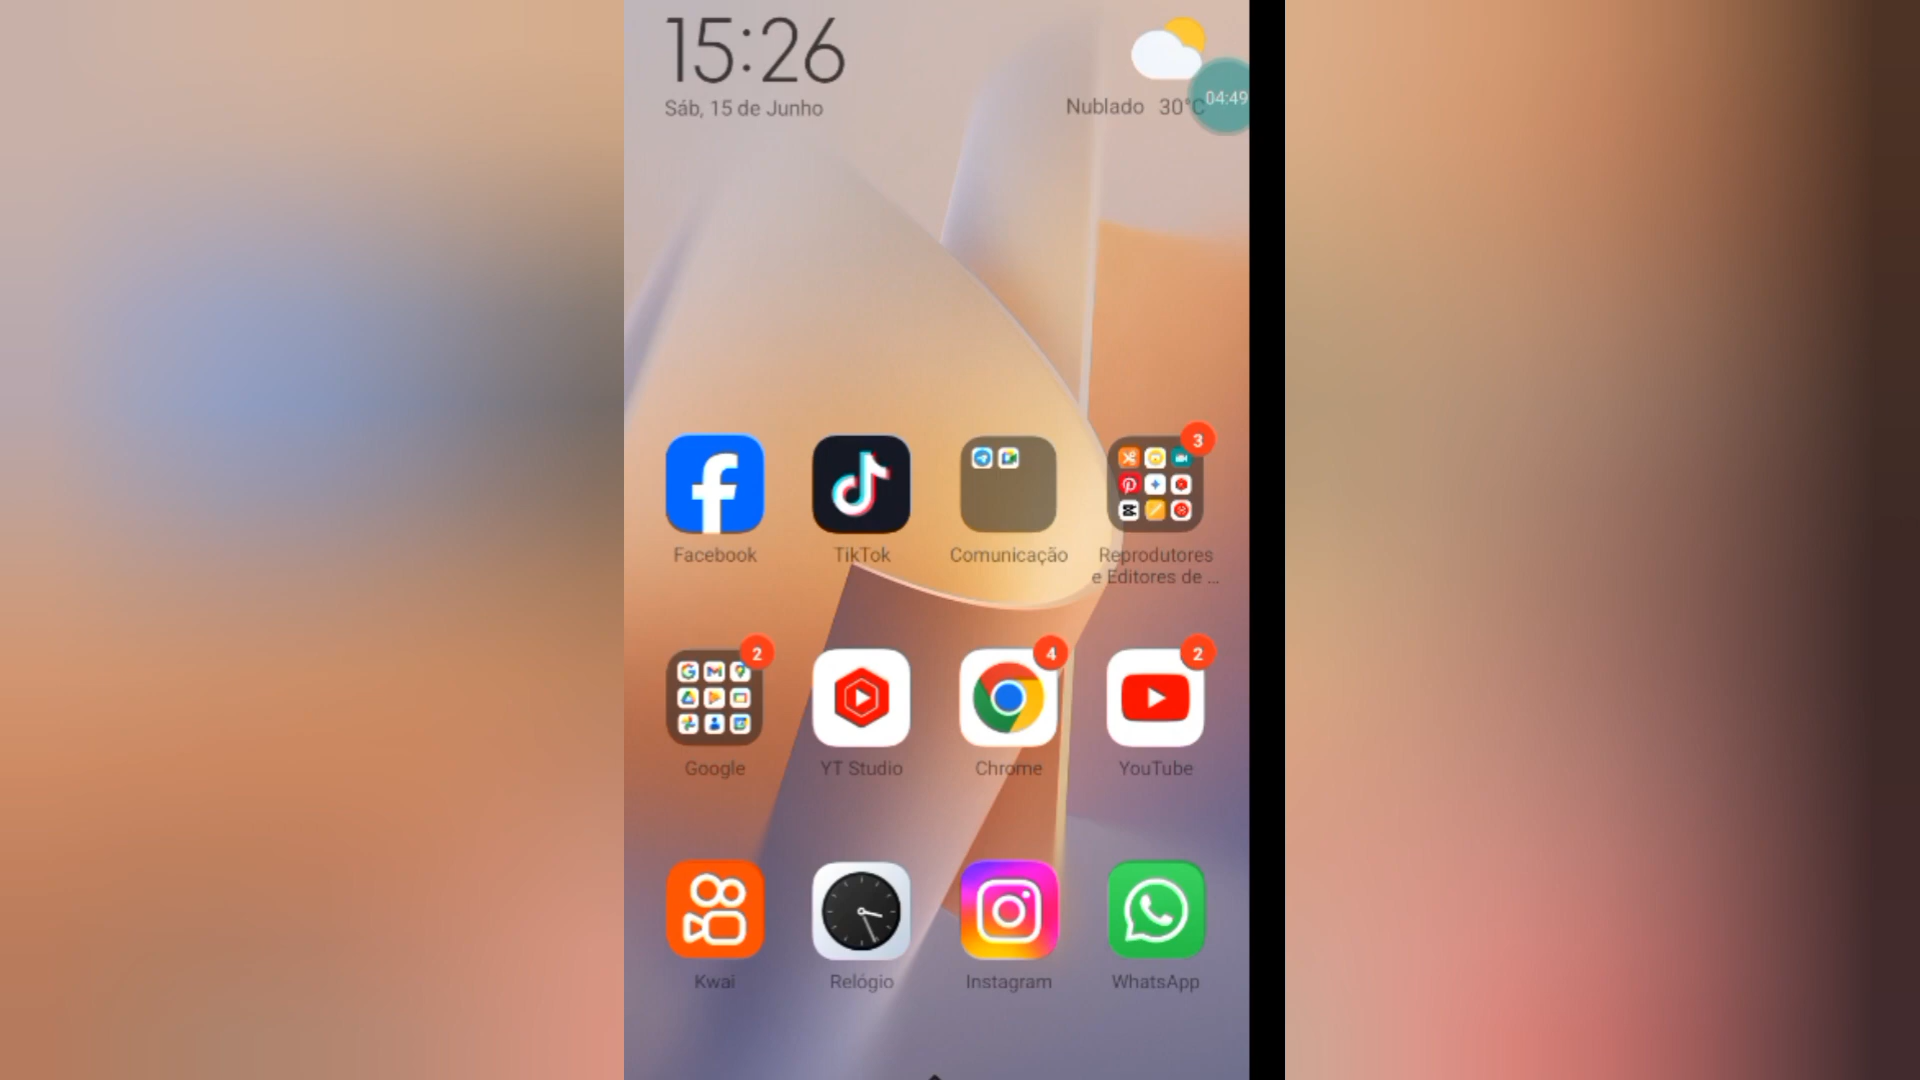 15:26
Sáb, 15 de Junho
Nublado 30°C
04:49
3
Facebook
TikTok
Comunicação
Reprodutores
e Editores de ...
2
4
2
Google
YT Studio
Chrome
YouTube
Kwai
Relógio
Instagram
WhatsApp